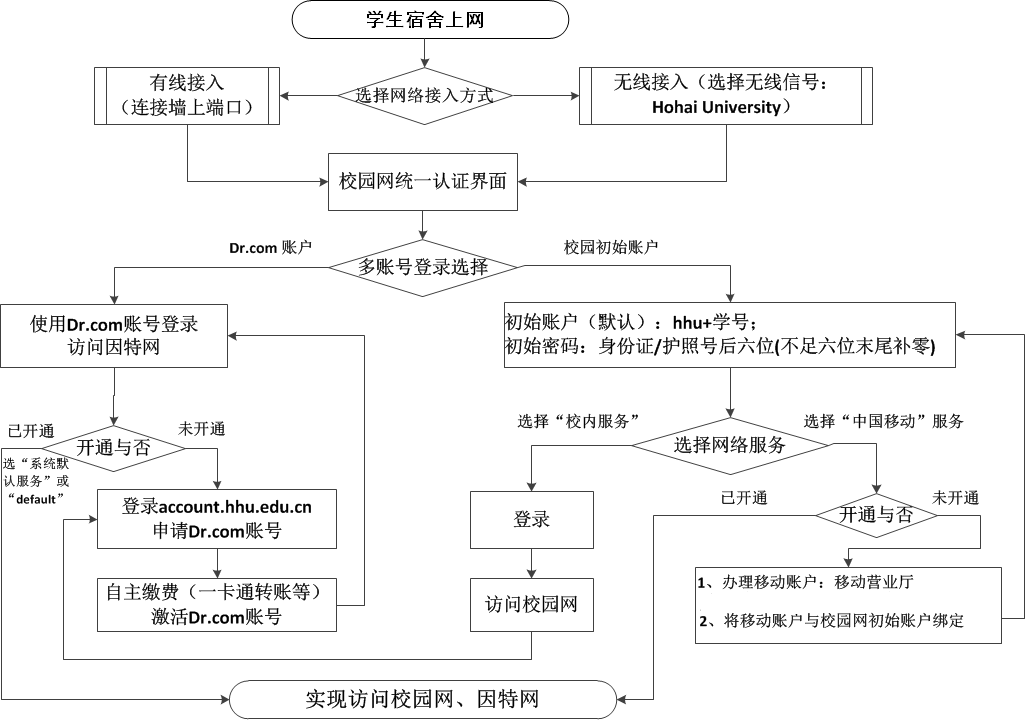 学生宿舍上网
选择网络接入方式
有线接入
（连接墙上端口）
无线接入（选择无线信号：
Hohai University）
校园网统一认证界面
Dr.com 账户
多账号登录选择
校园初始账户
使用Dr.com账号登录
访问因特网
初始账户（默认）：hhu+学号；
初始密码：身份证/护照号后六位(不足六位末尾补零)
已开通
开通与否
未开通
选“系统默
认服务”或
“default”
登录account.hhu.edu.cn
申请Dr.com账号
自主缴费（一卡通转账等）
激活Dr.com账号
选择“校内服务”
选择网络服务
选择“中国移动”服务
登录
访问校园网
已开通
开通与否
未开通
1、办理移动账户：移动营业厅
2、将移动账户与校园网初始账户绑定
实现访问校园网、因特网